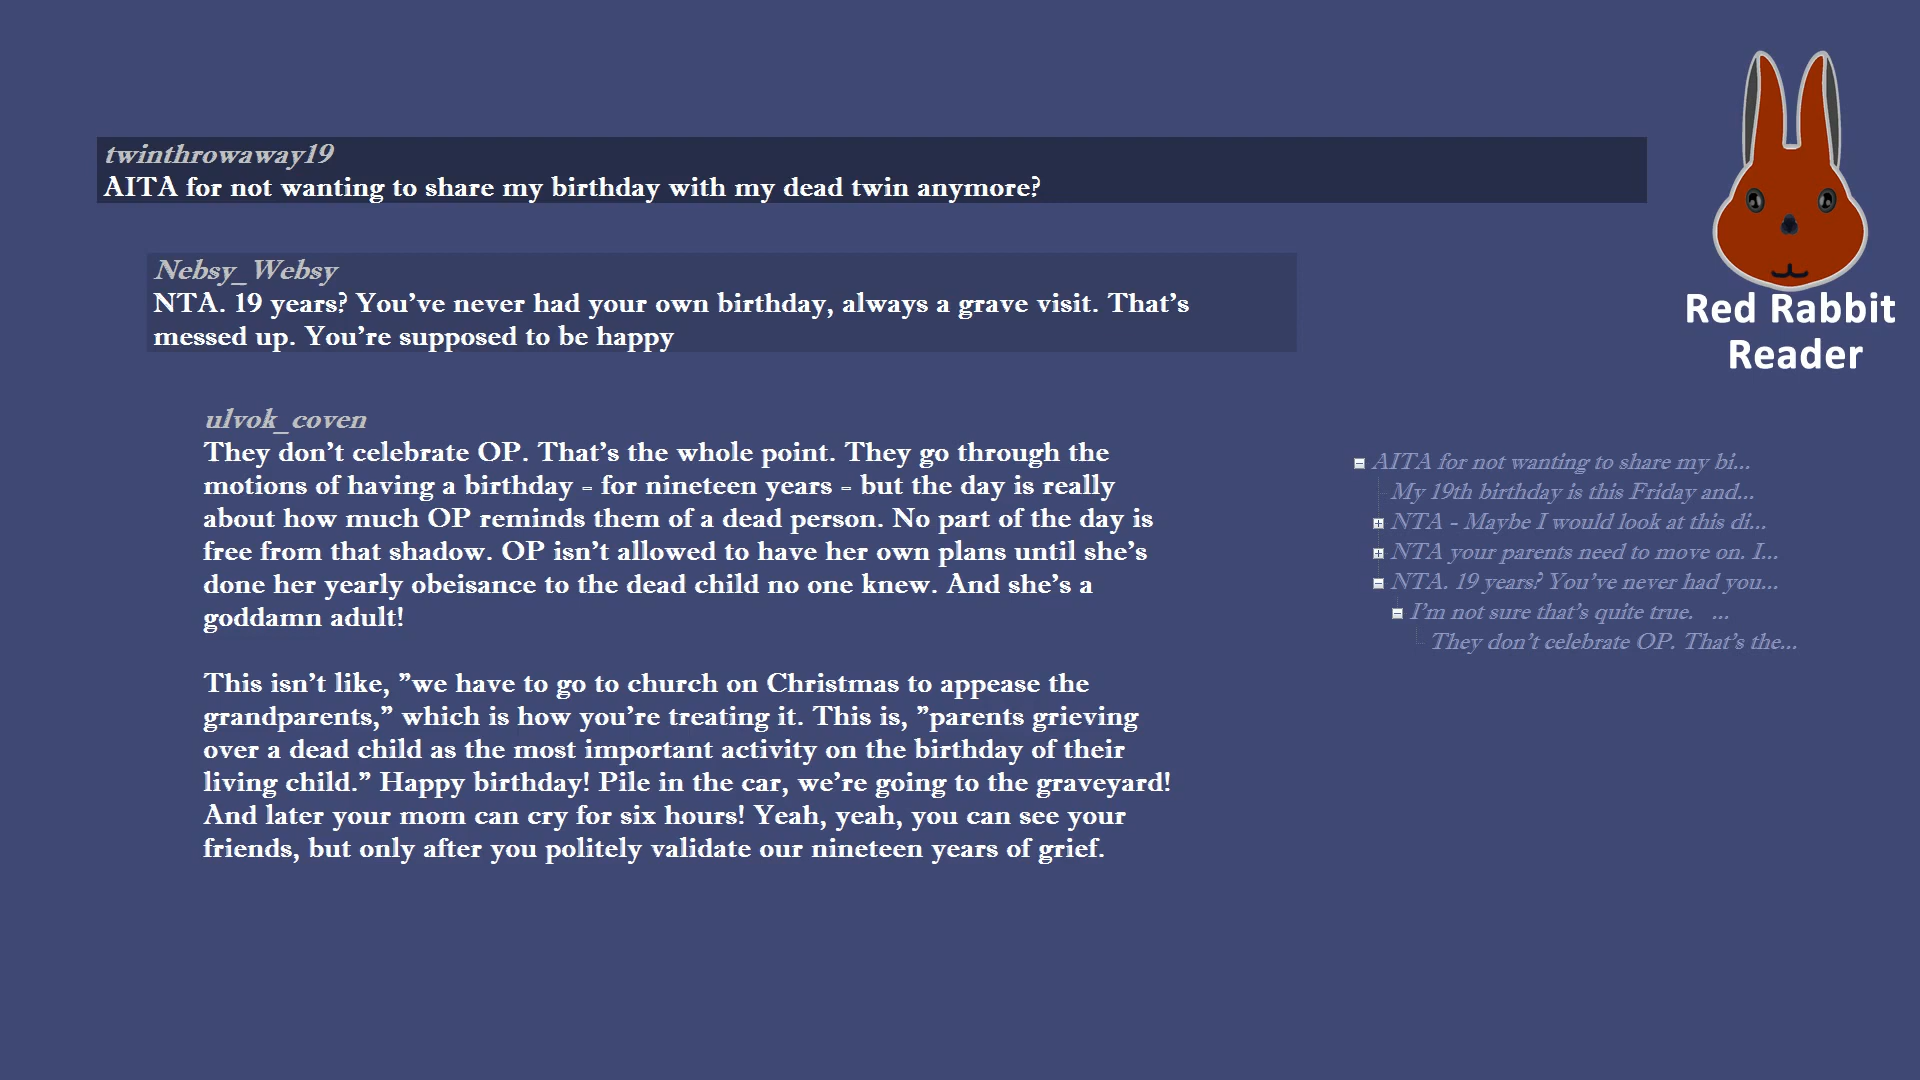 twinthrowaway19
AITA for not wanting to share my birthday with my dead twin anymore?
Nebsy_Websy
NTA. 19 years? You've never had your own birthday, always a grave visit. That's
messed up. You're supposed to be happy
ulvok_coven
They don't celebrate OP. That's the whole point. They go through the
motions of having a birthday - for nineteen years - but the day is really
about how much OP reminds them of a dead person. No part of the day is
free from that shadow. OP isn't allowed to have her own plans until she's
done her yearly obeisance to the dead child no one knew. And she's a
goddamn adult!
This isn't like, "we have to go to church on Christmas to appease the
grandparents," which is how you're treating it. This is, "parents grieving
over a dead child as the most important activity on the birthday of their
living child." Happy birthday! Pile in the car, we're going to the graveyard!
And later your mom can cry for six hours! Yeah, yeah, you can see your
friends, but only after you politely validate our nineteen years of grief.
Red Rabbit
Reader
AITA for not wanting to share my bi...
My 19th birthday is this Friday and...
NTA - Maybe I would look at this di...
NTA your parents need to move on. I...
NTA. 19 years? You've never had you...
I'm not sure that's quite true. ...
They don't celebrate OP. That's the...